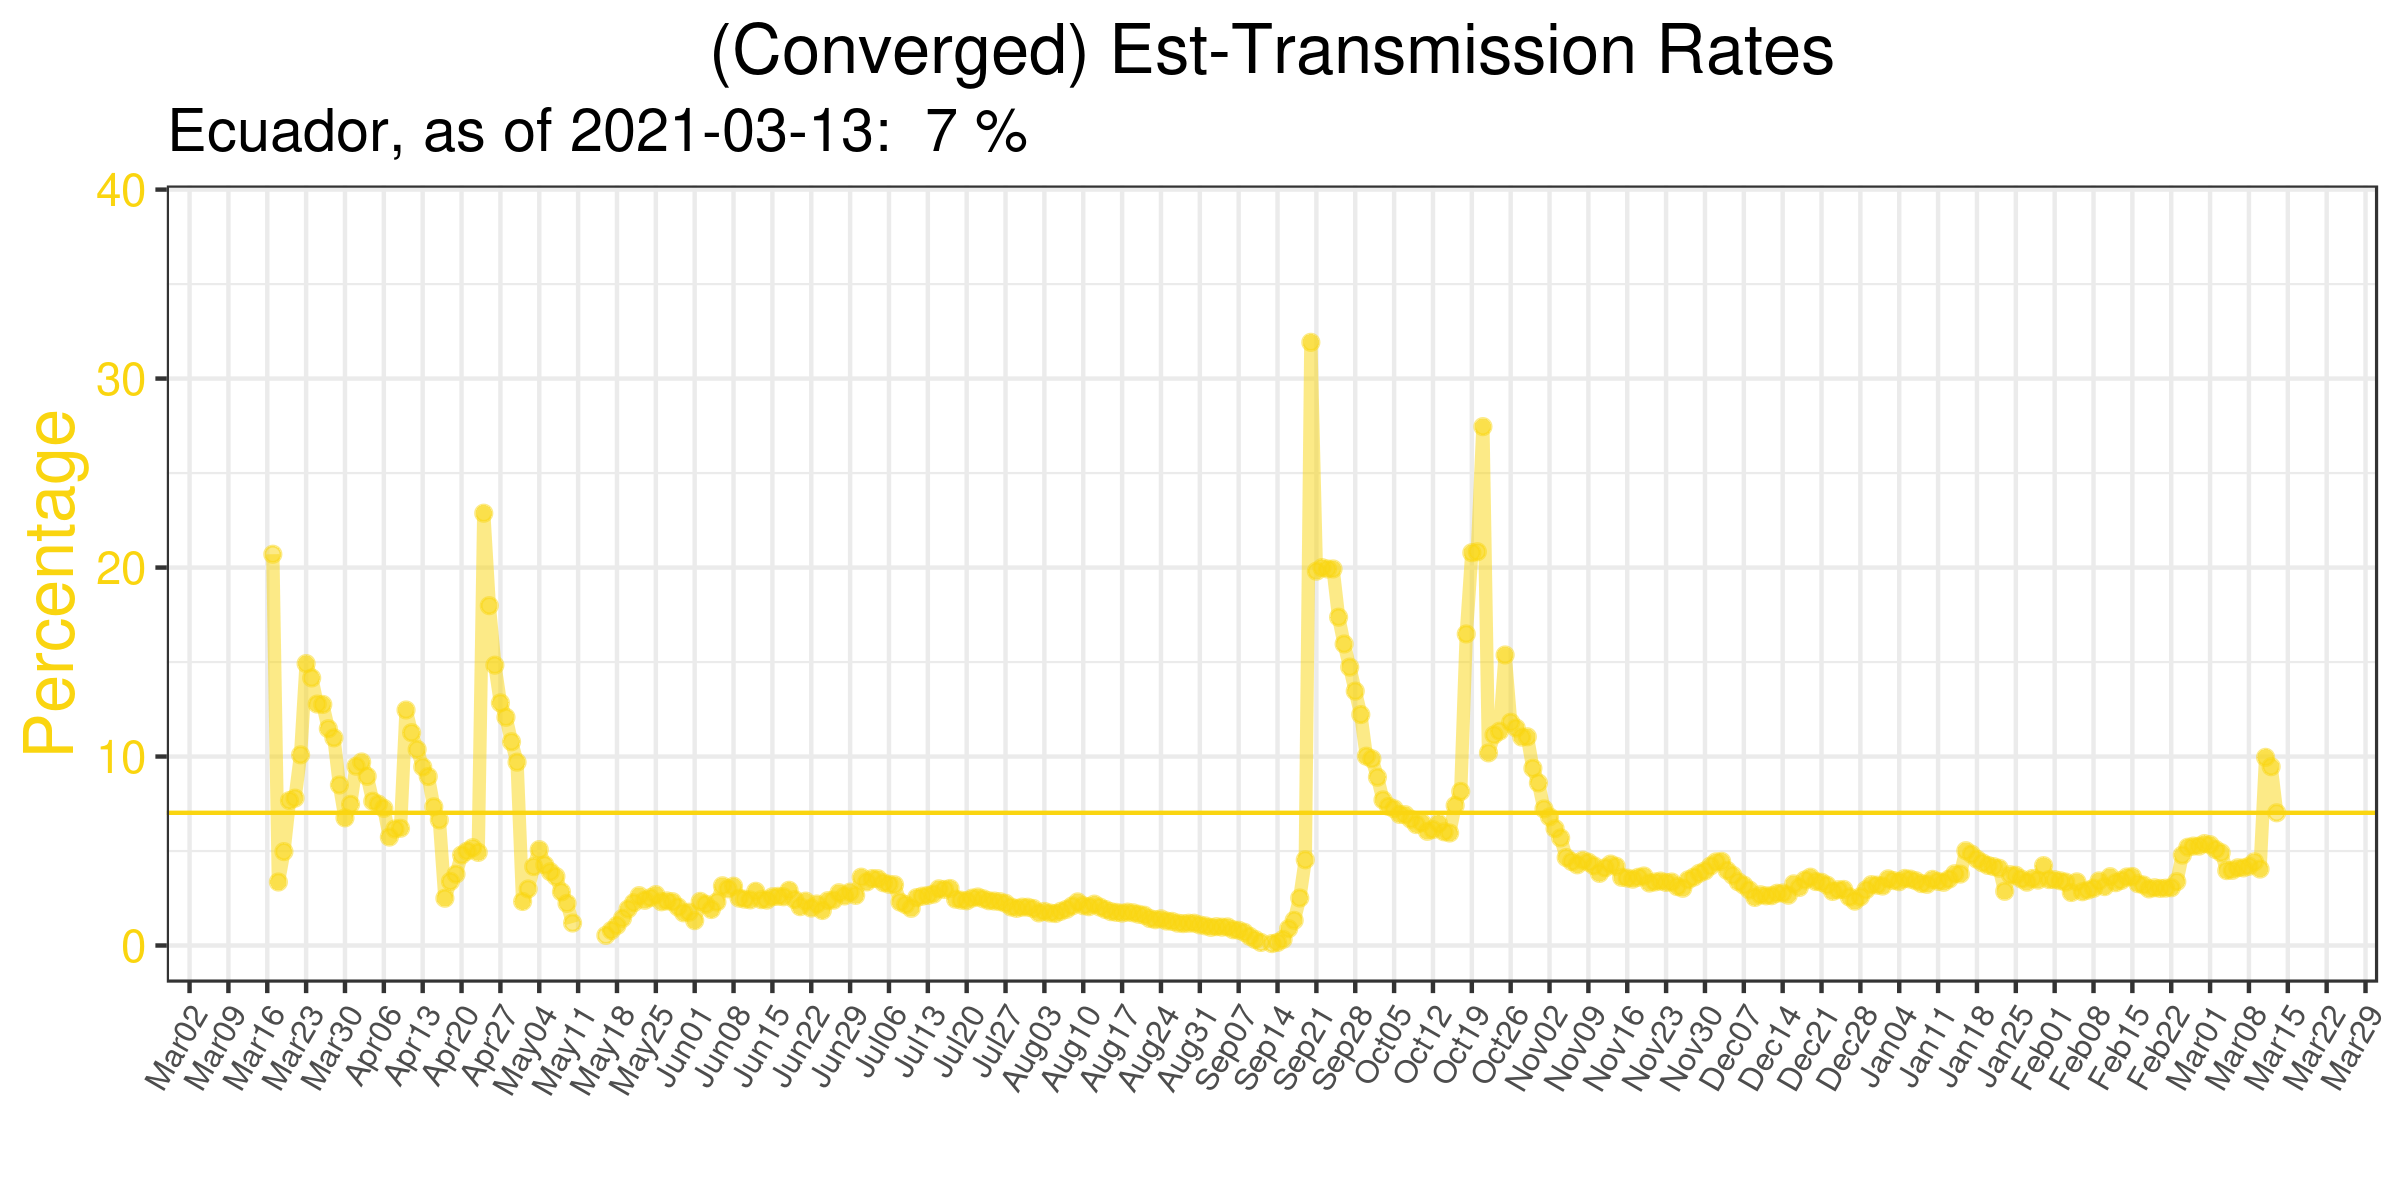 (Converged) Est-Transmission Rates
Ecuador, as of 2021-03-13:  7 %
Percentage
40
30
20
10
0
Mar02
Mar09
Mar16
Mar23
Mar30
Apr06
Apr13
Apr20
Apr27
May04
May11
May18
May25
Jun01
Jun08
Jun15
Jun22
Jun29
Jul06
Jul13
Jul20
Jul27
Aug03
Aug10
Aug17
Aug24
Aug31
Sep07
Sep14
Sep21
Sep28
Oct05
Oct12
Oct19
Oct26
Nov02
Nov09
Nov16
Nov23
Nov30
Dec07
Dec14
Dec21
Dec28
Jan04
Jan11
Jan18
Jan25
Feb01
Feb08
Feb15
Feb22
Mar01
Mar08
Mar15
Mar22
Mar29